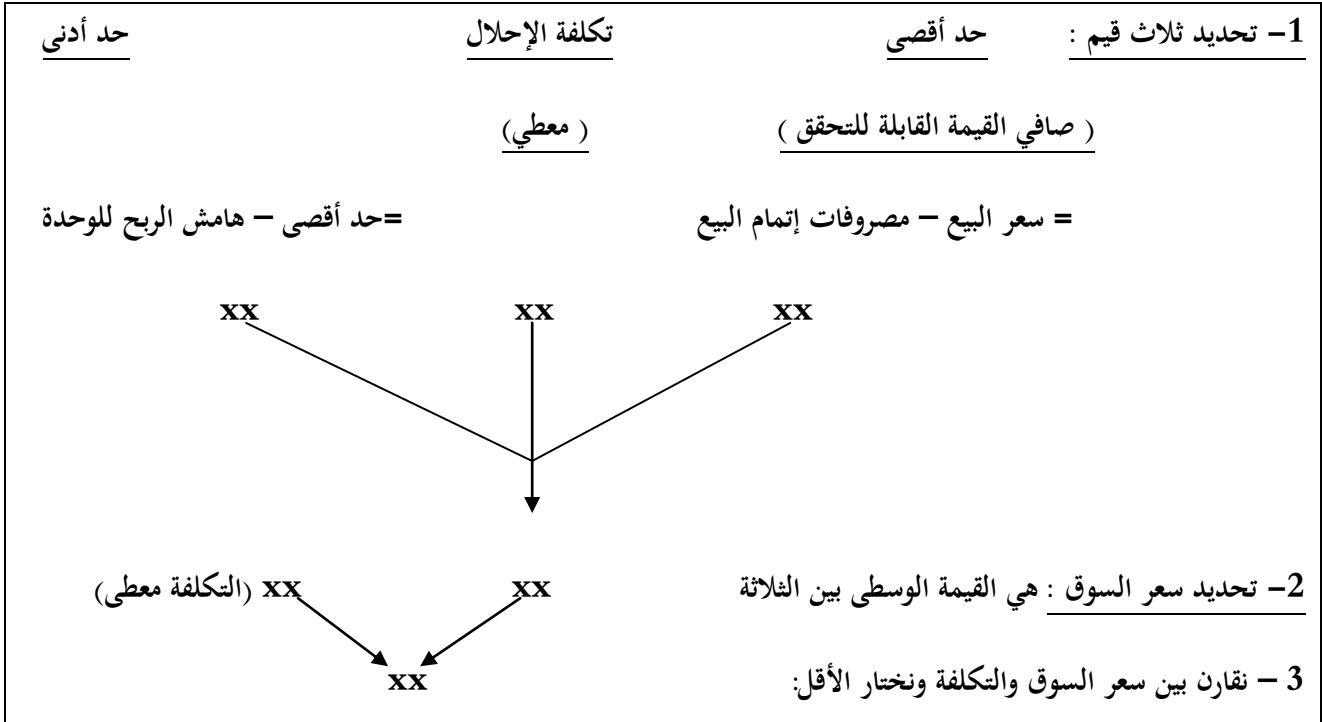 1– تحديد ثلاث قيم : حد أقصى تكلفة الإحلال حد أدنى
( صافي القيمة القابلة للتحقق ) ( معطي)
= سعر البيع – مصروفات إتمام البيع =حد أقصى – هامش الربح للوحدة
xx xx xx
2– تحديد سعر السوق : هي القيمة الوسطى بين الثلاثة xx xx (التكلفة معطى)
3 – نقارن بين سعر السوق والتكلفة ونختار الأقل: xx